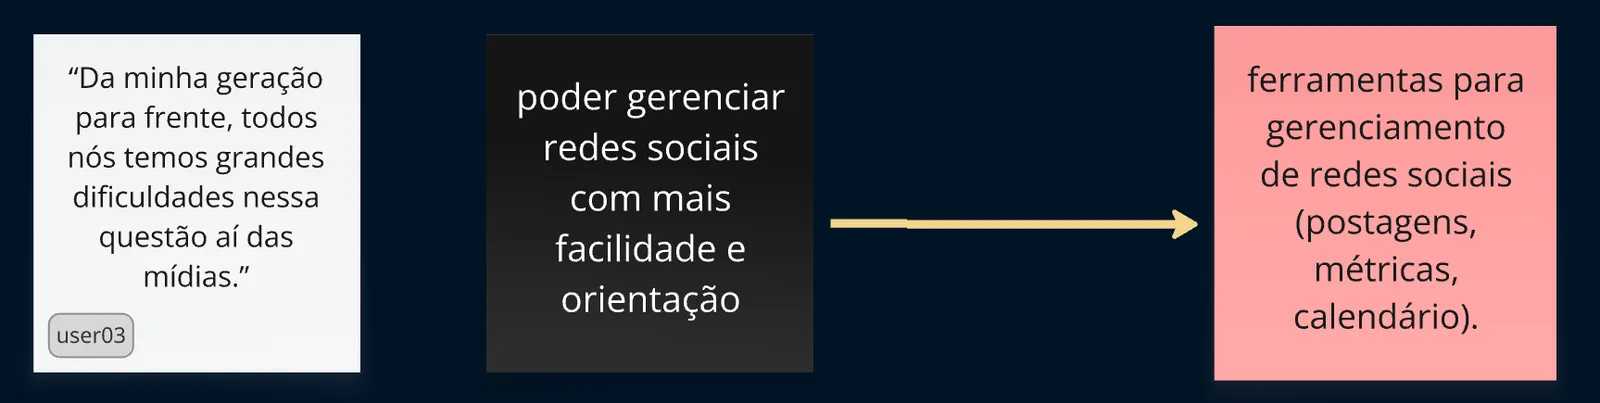 “Da minha geração
para frente, todos
nós temos grandes
dificuldades nessa
questão aí das
mídias.”
user03
poder gerenciar
redes sociais
com mais
facilidade e
orientação
ferramentas para
gerenciamento
de redes sociais
(postagens,
métricas,
calendário).